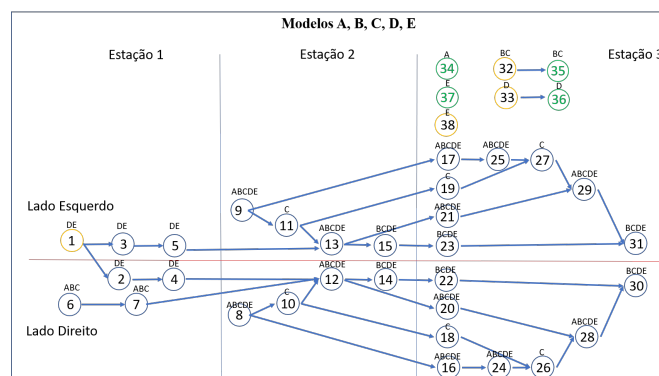 Modelos A, B, C, D, E
Estação 1
Estação 2
Estação 3
A
34
BC
32
BC
35
E
37
D
33
D
36
E
38
ABCDE
17
ABCDE
25
C
27
C
19
ABCDE
29
ABCDE
9
C
11
ABCDE
21
Lado Esquerdo
DE
1
DE
3
DE
5
ABCDE
13
BCDE
15
BCDE
23
BCDE
31
DE
2
DE
4
ABCDE
12
BCDE
14
BCDE
22
BCDE
30
ABC
6
ABC
7
ABCDE
8
C
10
ABCDE
20
Lado Direito
C
18
ABCDE
28
ABCDE
16
ABCDE
24
C
26